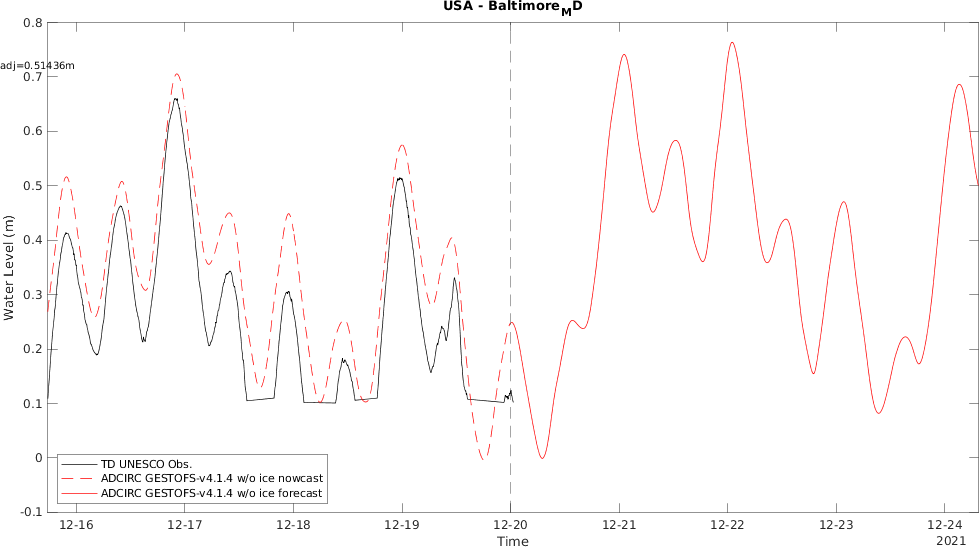 USA - Baltimore_MD
adj=0.51436m
0.8
0.7
0.6
0.5
0.4
0.3
0.2
0.1
0
-0.1
Water Level (m)
TD UNESCO Obs.
ADCIRC GESTOFS-v4.1.4 w/o ice nowcast
ADCIRC GESTOFS-v4.1.4 w/o ice forecast
12-16 12-17 12-18 12-19 12-20 12-21 12-22 12-23 12-24
Time
2021